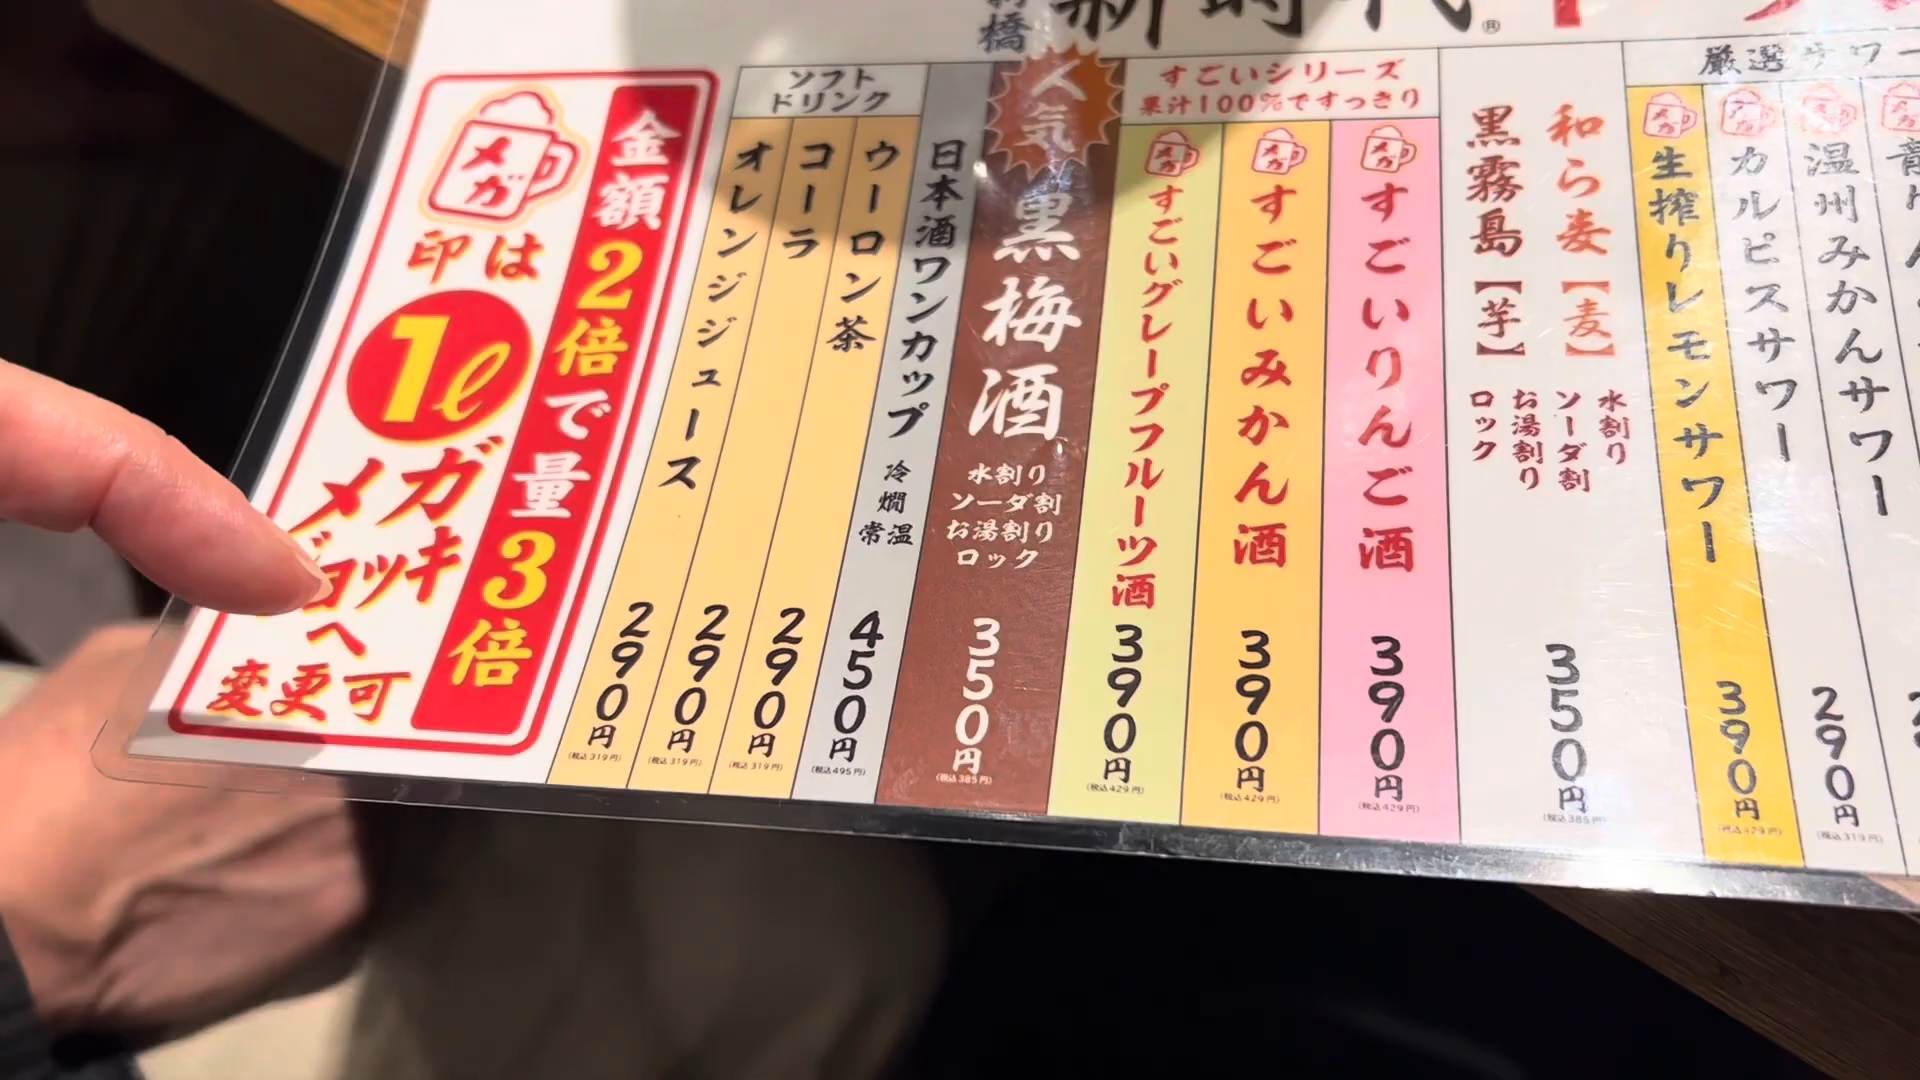 新時代
メガ
印は
1ℓ
メガ
ジョッキ
へ
変更可
金額2倍で量3倍
ソフト
ドリンク
オレンジジュース
290円
(税込319円)
コーラ
290円
(税込319円)
ウーロン茶
290円
(税込319円)
日本酒ワンカップ
冷
燗
常温
450円
(税込495円)
人気
黒梅酒
水割り
ソーダ割
お湯割り
ロック
350円
(税込385円)
すごいシリーズ
果汁100%ですっきり
メガ
すごいグレープフルーツ酒
390円
(税込429円)
メガ
すごいみかん酒
390円
(税込429円)
メガ
すごいりんご酒
390円
(税込429円)
和ら麦【麦】
黒霧島【芋】
水割り
ソーダ割
お湯割り
ロック
350円
(税込385円)
厳選サワー
メガ
生搾りレモンサワー
390円
(税込429円)
メガ
カルピスサワー
290円
(税込319円)
メガ
温州みかんサワー